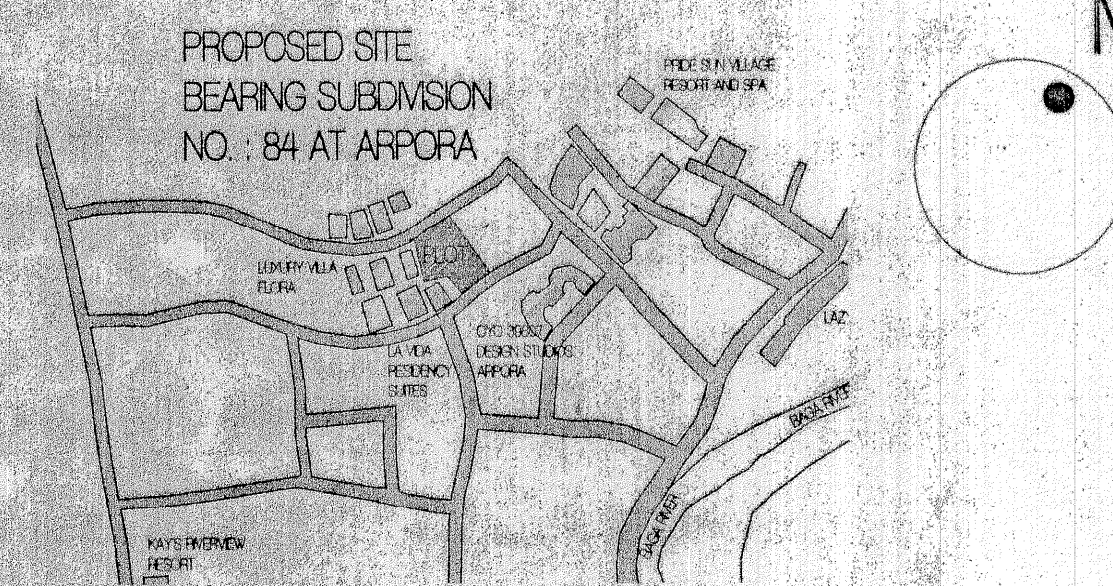 PROPOSED SITE
BEARING SUBDIVISION
NO. : 84 AT ARPORA
N
PRIDE SUN VILLAGE
RESORT AND SPA
PLOT
LUXURY VILLA
FLORA
LA VIDA
RESIDENCY
SUITES
DESIGN STUDIOS
ARPORA
LAZ
BAGA RIVER
BAGA RIVER
KAY'S RIVERVIEW
RESORT